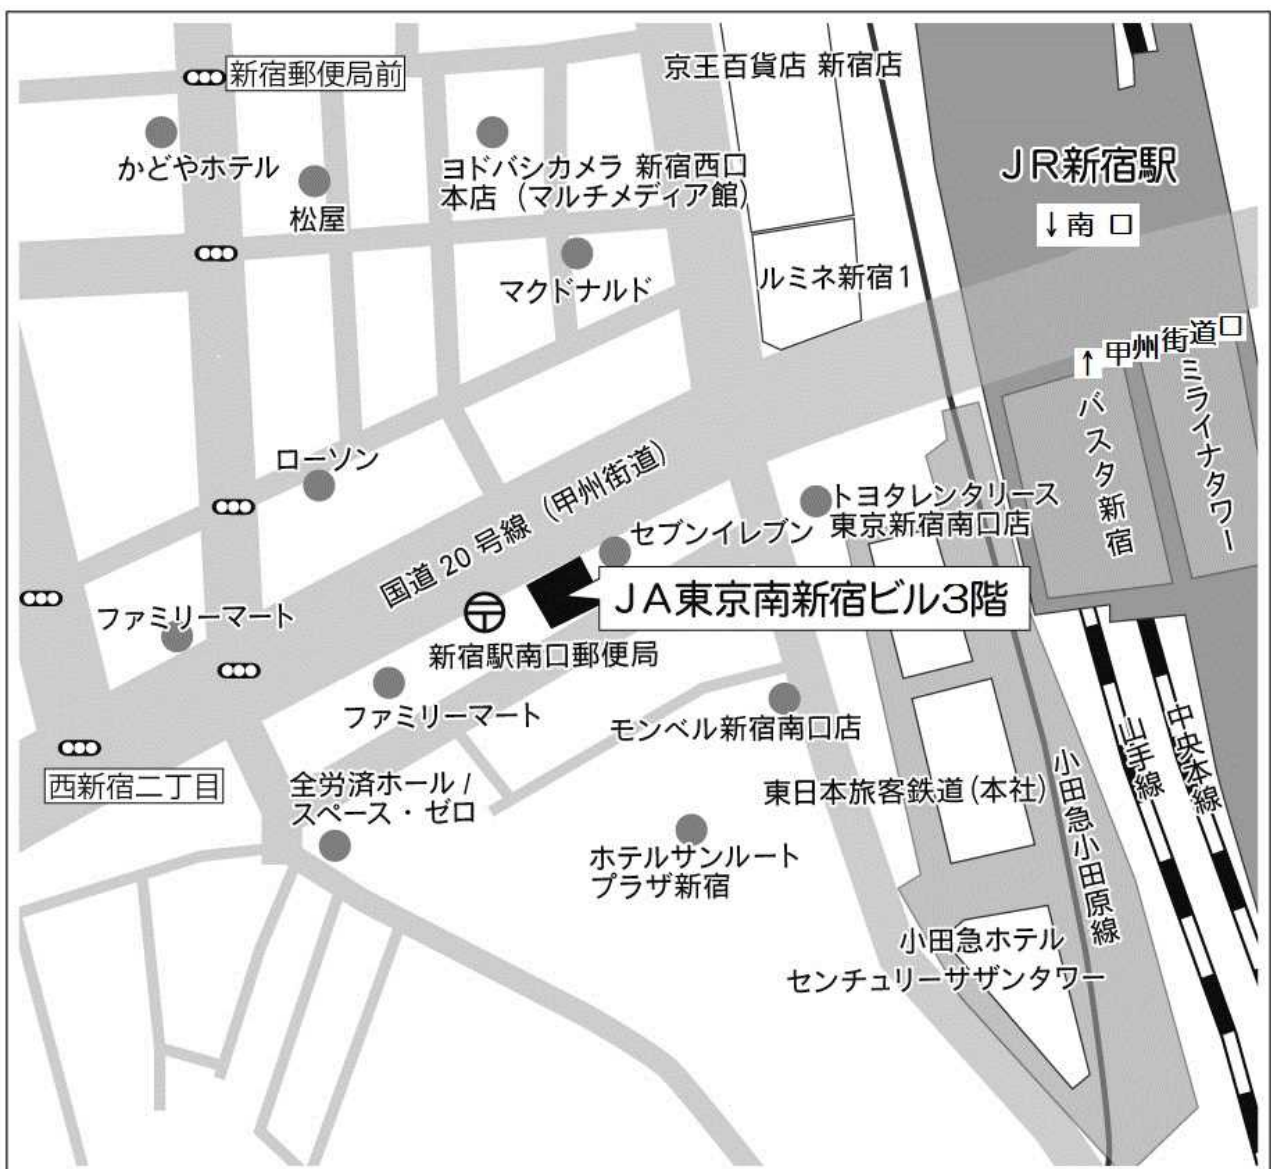 京王百貨店 新宿店
新宿郵便局前
かどやホテル
松屋
ヨドバシカメラ 新宿西口
本店（マルチメディア館）
JR新宿駅
↓南口
マクドナルド
ルミネ新宿1
↑甲州街道口
バスタ新宿
ミライナタワー
ローソン
国道20号線（甲州街道）
トヨタレンタリース
東京新宿南口店
セブンイレブン
JA東京南新宿ビル3階
ファミリーマート
新宿駅南口郵便局
ファミリーマート
モンベル新宿南口店
西新宿二丁目
全労済ホール /
スペース・ゼロ
東日本旅客鉄道(本社)
小田急小田原線
山手線
中央本線
ホテルサンルート
プラザ新宿
小田急ホテル
センチュリーサザンタワー